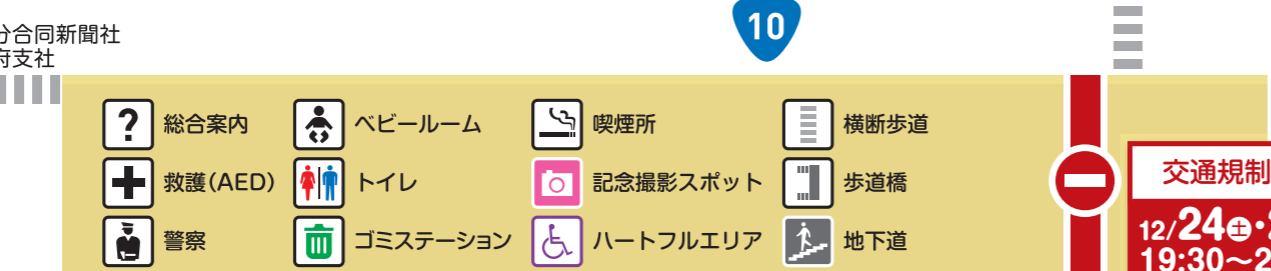 合同新聞社
府支社
10
総合案内
ベビールーム
喫煙所
横断歩道
救護(AED)
トイレ
記念撮影スポット
歩道橋
警察
ゴミステーション
ハートフルエリア
地下道
交通規制
12/24土・
19:30～2